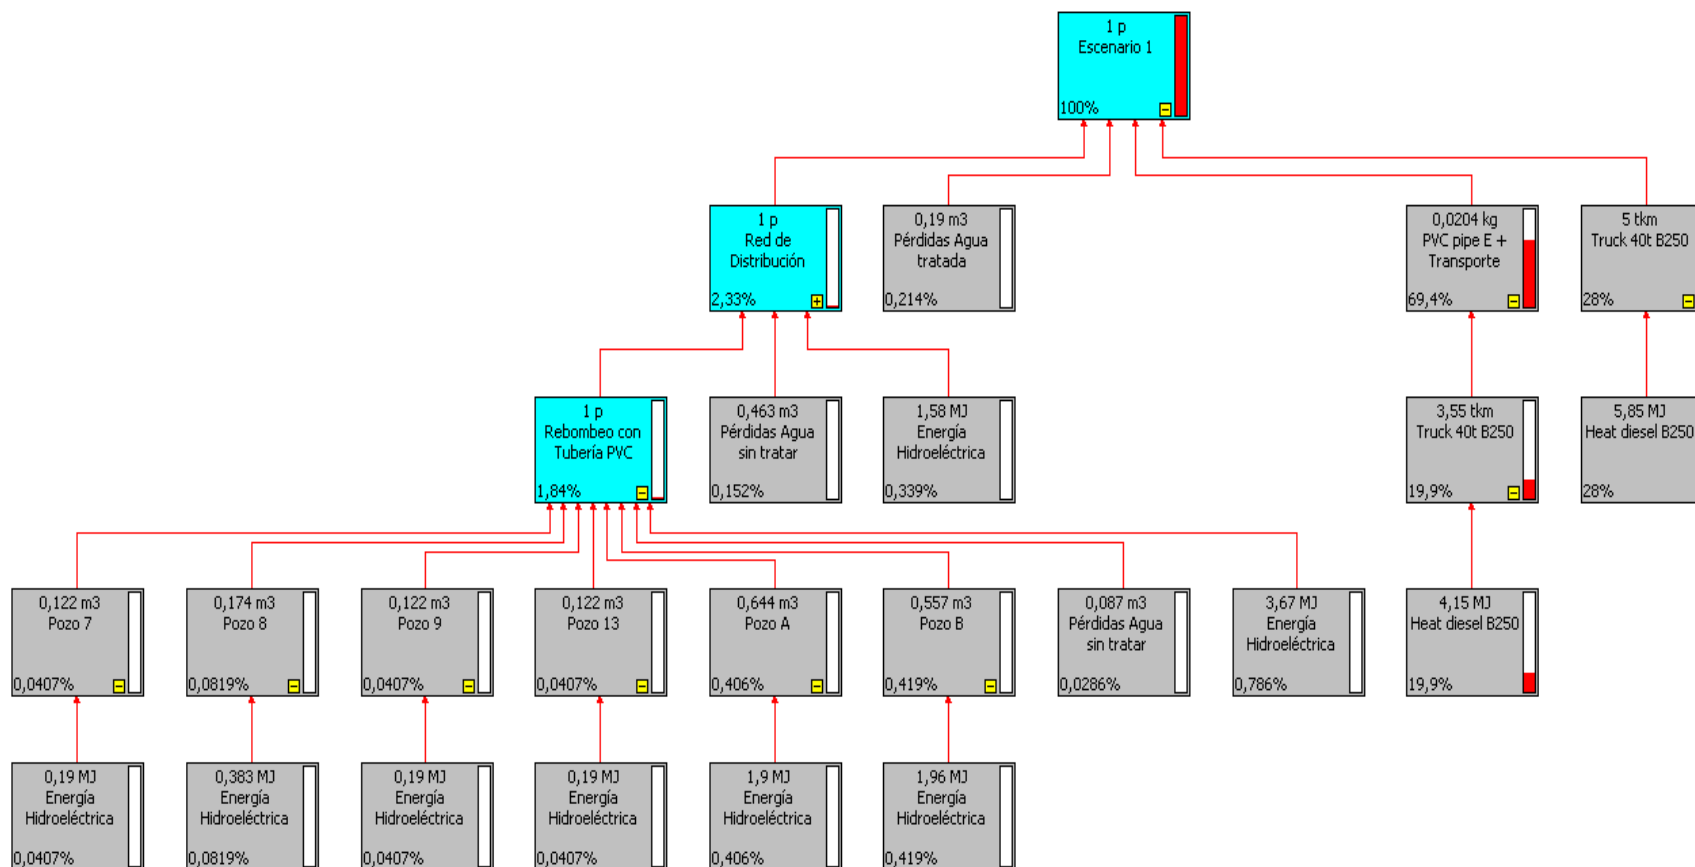 1 p
Escenario 1
100%
1 p
Red de
Distribución
2,33%
0,19 m3
Pérdidas Agua
tratada
0,214%
0,0204 kg
PVC pipe E +
Transporte
69,4%
5 tkm
Truck 40t B250
28%
1 p
Rebombeo con
Tubería PVC
1,84%
0,463 m3
Pérdidas Agua
sin tratar
0,152%
1,58 MJ
Energía
Hidroeléctrica
0,339%
3,55 tkm
Truck 40t B250
19,9%
5,85 MJ
Heat diesel B250
28%
0,122 m3
Pozo 7
0,0407%
0,174 m3
Pozo 8
0,0819%
0,122 m3
Pozo 9
0,0407%
0,122 m3
Pozo 13
0,0407%
0,644 m3
Pozo A
0,406%
0,557 m3
Pozo B
0,419%
0,087 m3
Pérdidas Agua
sin tratar
0,0286%
3,67 MJ
Energía
Hidroeléctrica
0,786%
4,15 MJ
Heat diesel B250
19,9%
0,19 MJ
Energía
Hidroeléctrica
0,0407%
0,383 MJ
Energía
Hidroeléctrica
0,0819%
0,19 MJ
Energía
Hidroeléctrica
0,0407%
0,19 MJ
Energía
Hidroeléctrica
0,0407%
1,9 MJ
Energía
Hidroeléctrica
0,406%
1,96 MJ
Energía
Hidroeléctrica
0,419%